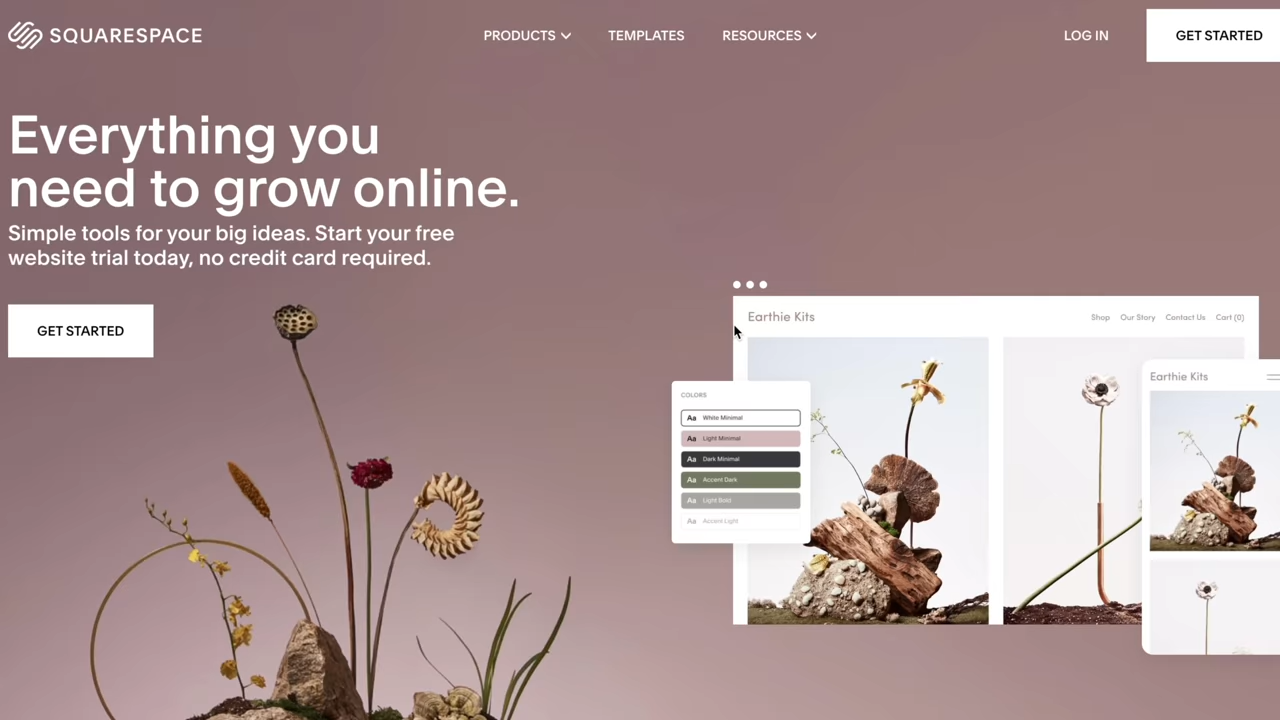 SQUARESPACE
PRODUCTS
TEMPLATES
RESOURCES
LOG IN
GET STARTED
Everything you
need to grow online.
Simple tools for your big ideas. Start your free
website trial today, no credit card required.
GET STARTED
Earthie Kits
Shop
Our Story
Contact Us
Cart (0)
Earthie Kits
COLORS
Aa White Minimal
Aa Light Minimal
Aa Dark Minimal
Aa Accent Dark
Aa Light Bold
Aa Accent Light